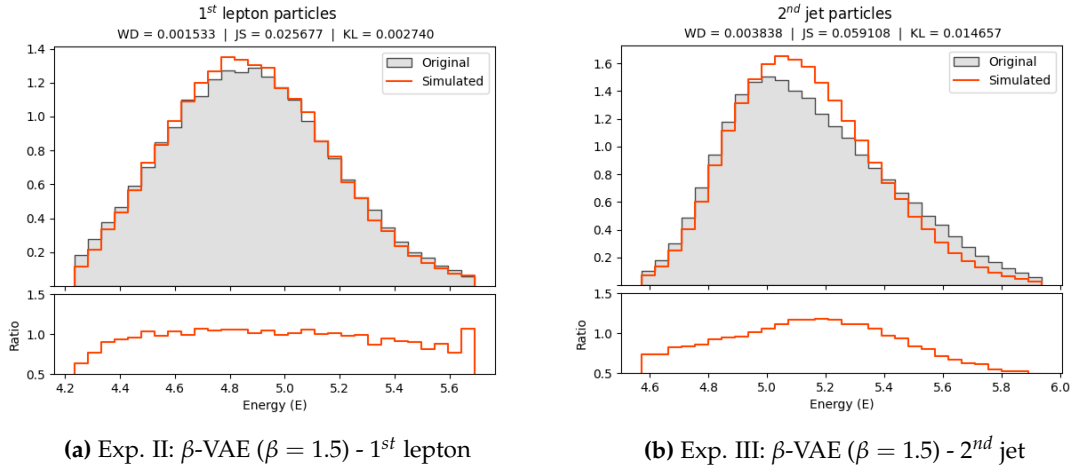 1st lepton particles
WD = 0.001533 | JS = 0.025677 | KL = 0.002740
1.4
1.2
1.0
0.8
0.6
0.4
0.2
Original
Simulated
1.5
1.0
0.5
Ratio
4.2 4.4 4.6 4.8 5.0 5.2 5.4 5.6
Energy (E)
(a) Exp. II: β-VAE (β = 1.5) - 1st lepton
2nd jet particles
WD = 0.003838 | JS = 0.059108 | KL = 0.014657
1.6
1.4
1.2
1.0
0.8
0.6
0.4
0.2
Original
Simulated
1.5
1.0
0.5
Ratio
4.6 4.8 5.0 5.2 5.4 5.6 5.8 6.0
Energy (E)
(b) Exp. III: β-VAE (β = 1.5) - 2nd jet